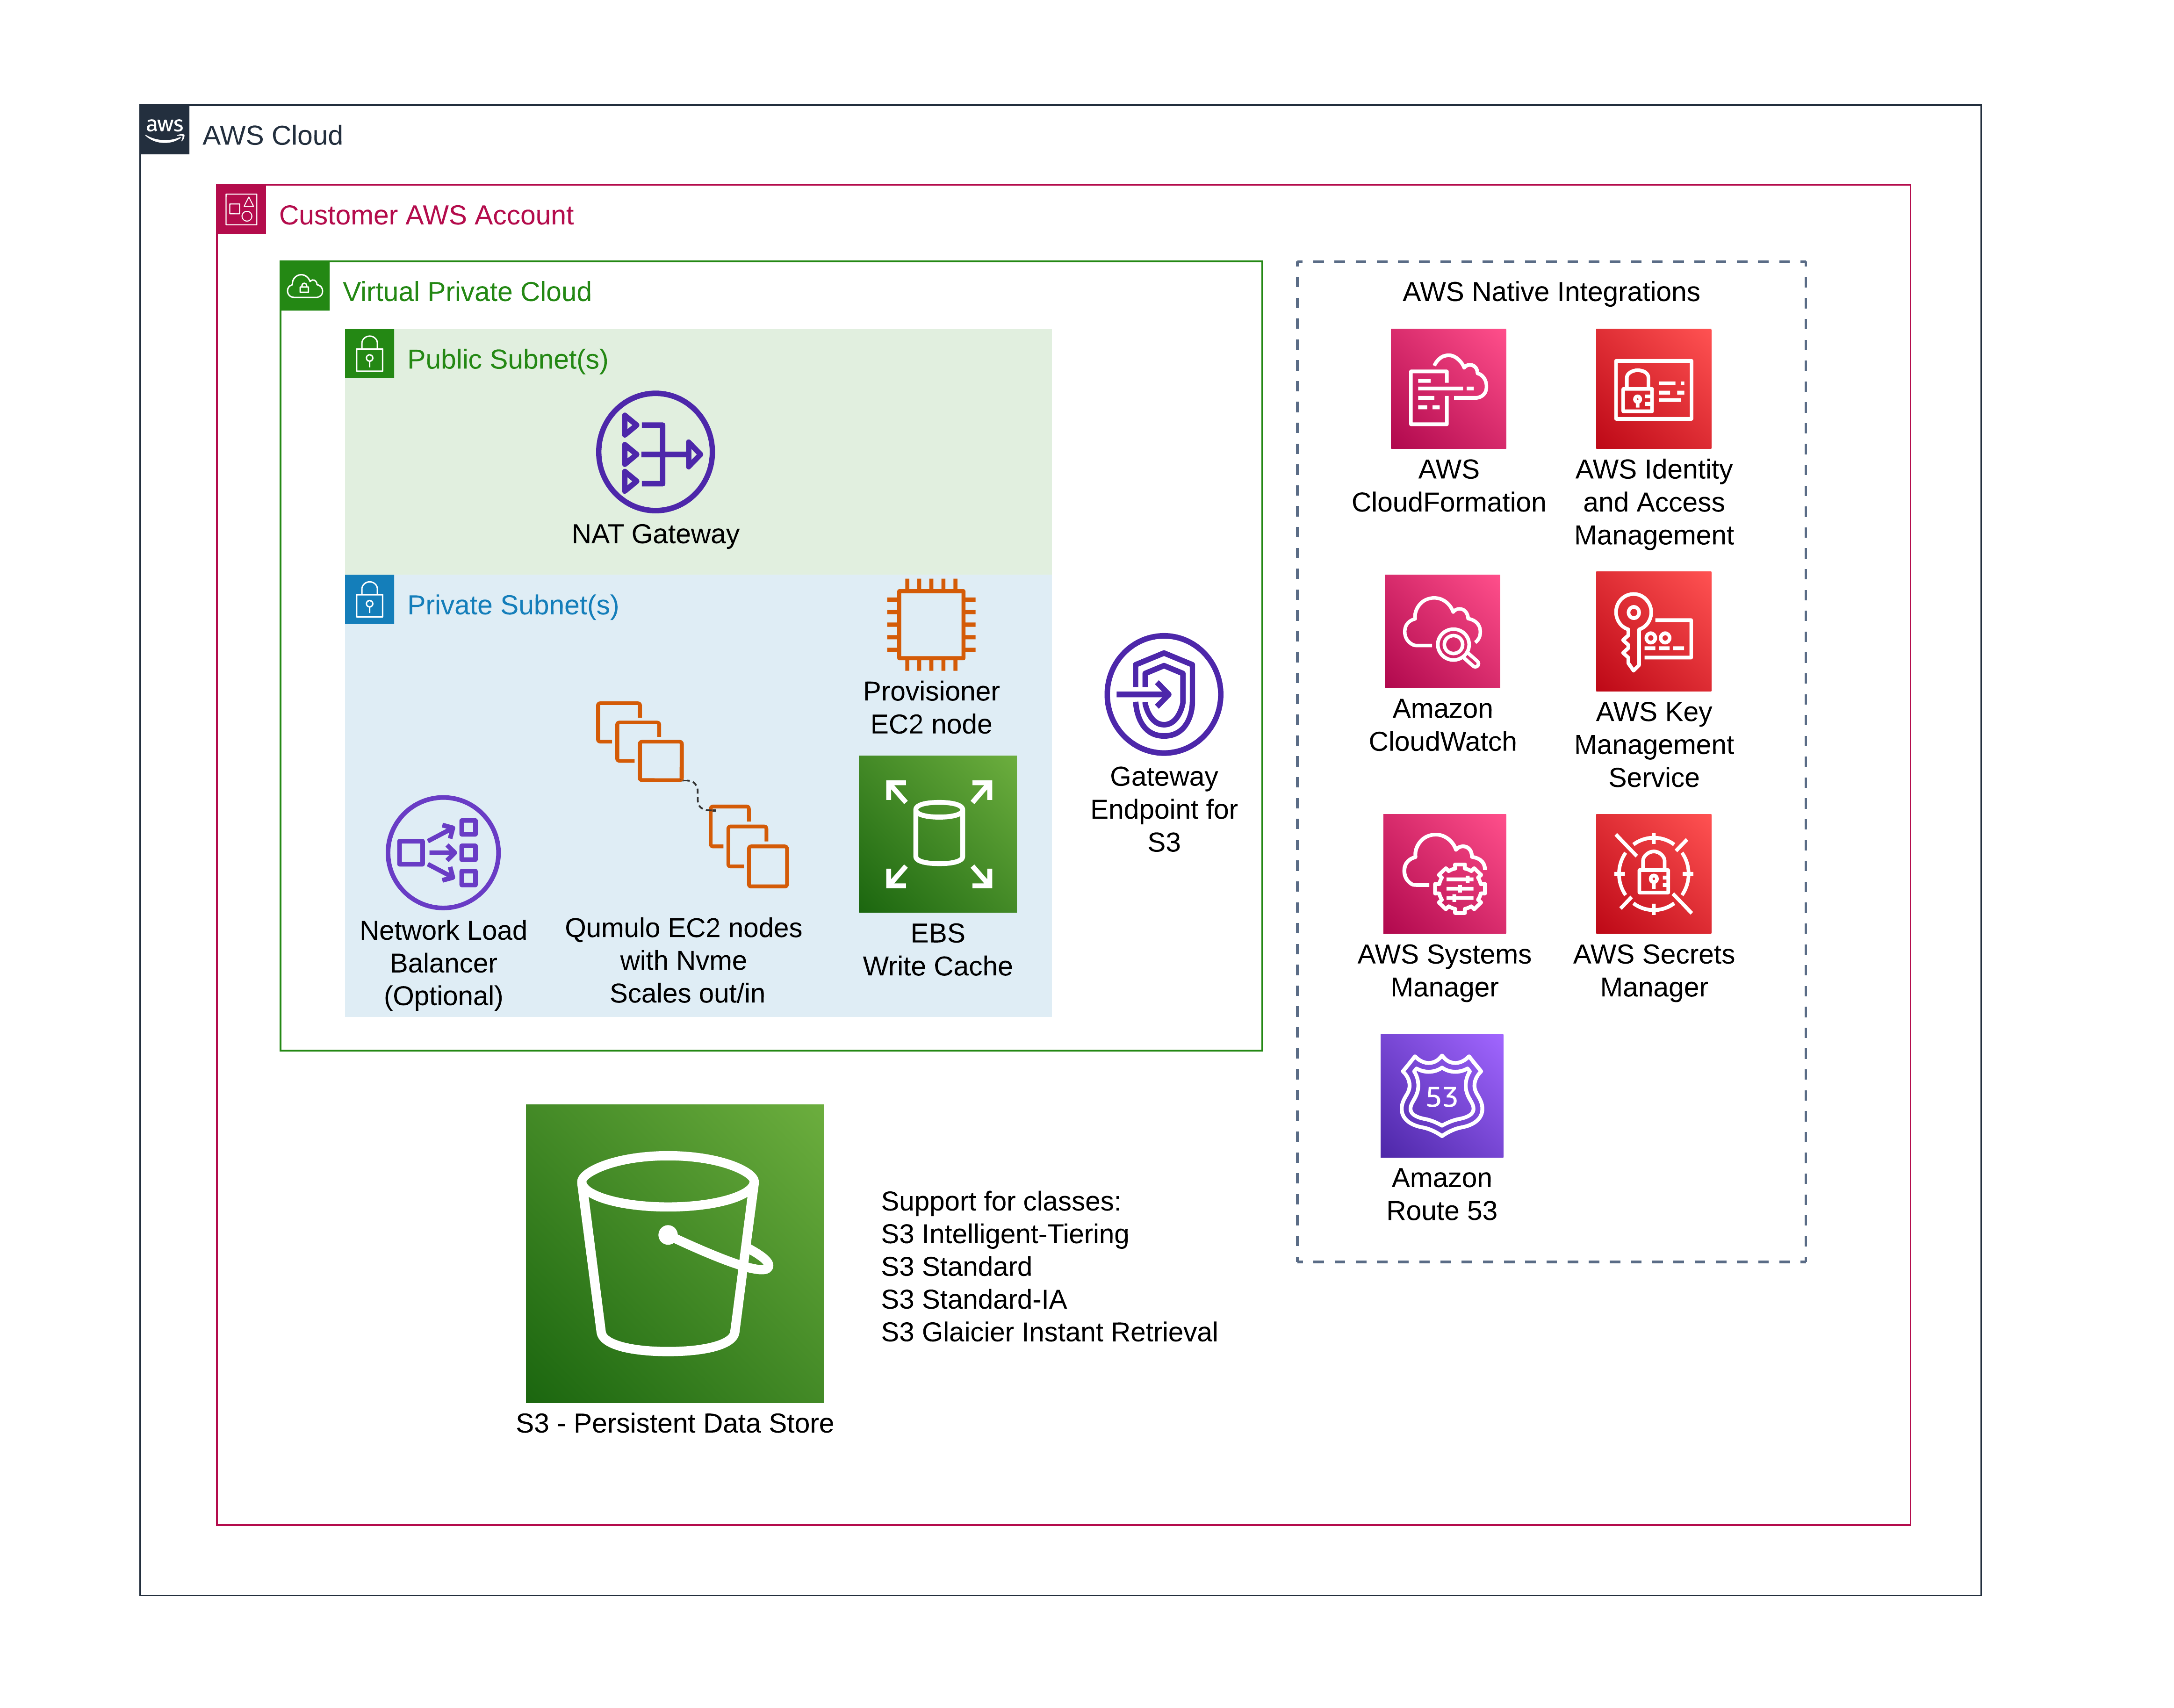 aws
AWS Cloud
Customer AWS Account
Virtual Private Cloud
Public Subnet(s)
NAT Gateway
Private Subnet(s)
Provisioner
EC2 node
Network Load
Balancer
(Optional)
Qumulo EC2 nodes
with Nvme
Scales out/in
EBS
Write Cache
Gateway
Endpoint for
S3
S3 - Persistent Data Store
Support for classes:
S3 Intelligent-Tiering
S3 Standard
S3 Standard-IA
S3 Glaicier Instant Retrieval
AWS Native Integrations
AWS
CloudFormation
AWS Identity
and Access
Management
Amazon
CloudWatch
AWS Key
Management
Service
AWS Systems
Manager
AWS Secrets
Manager
53
Amazon
Route 53